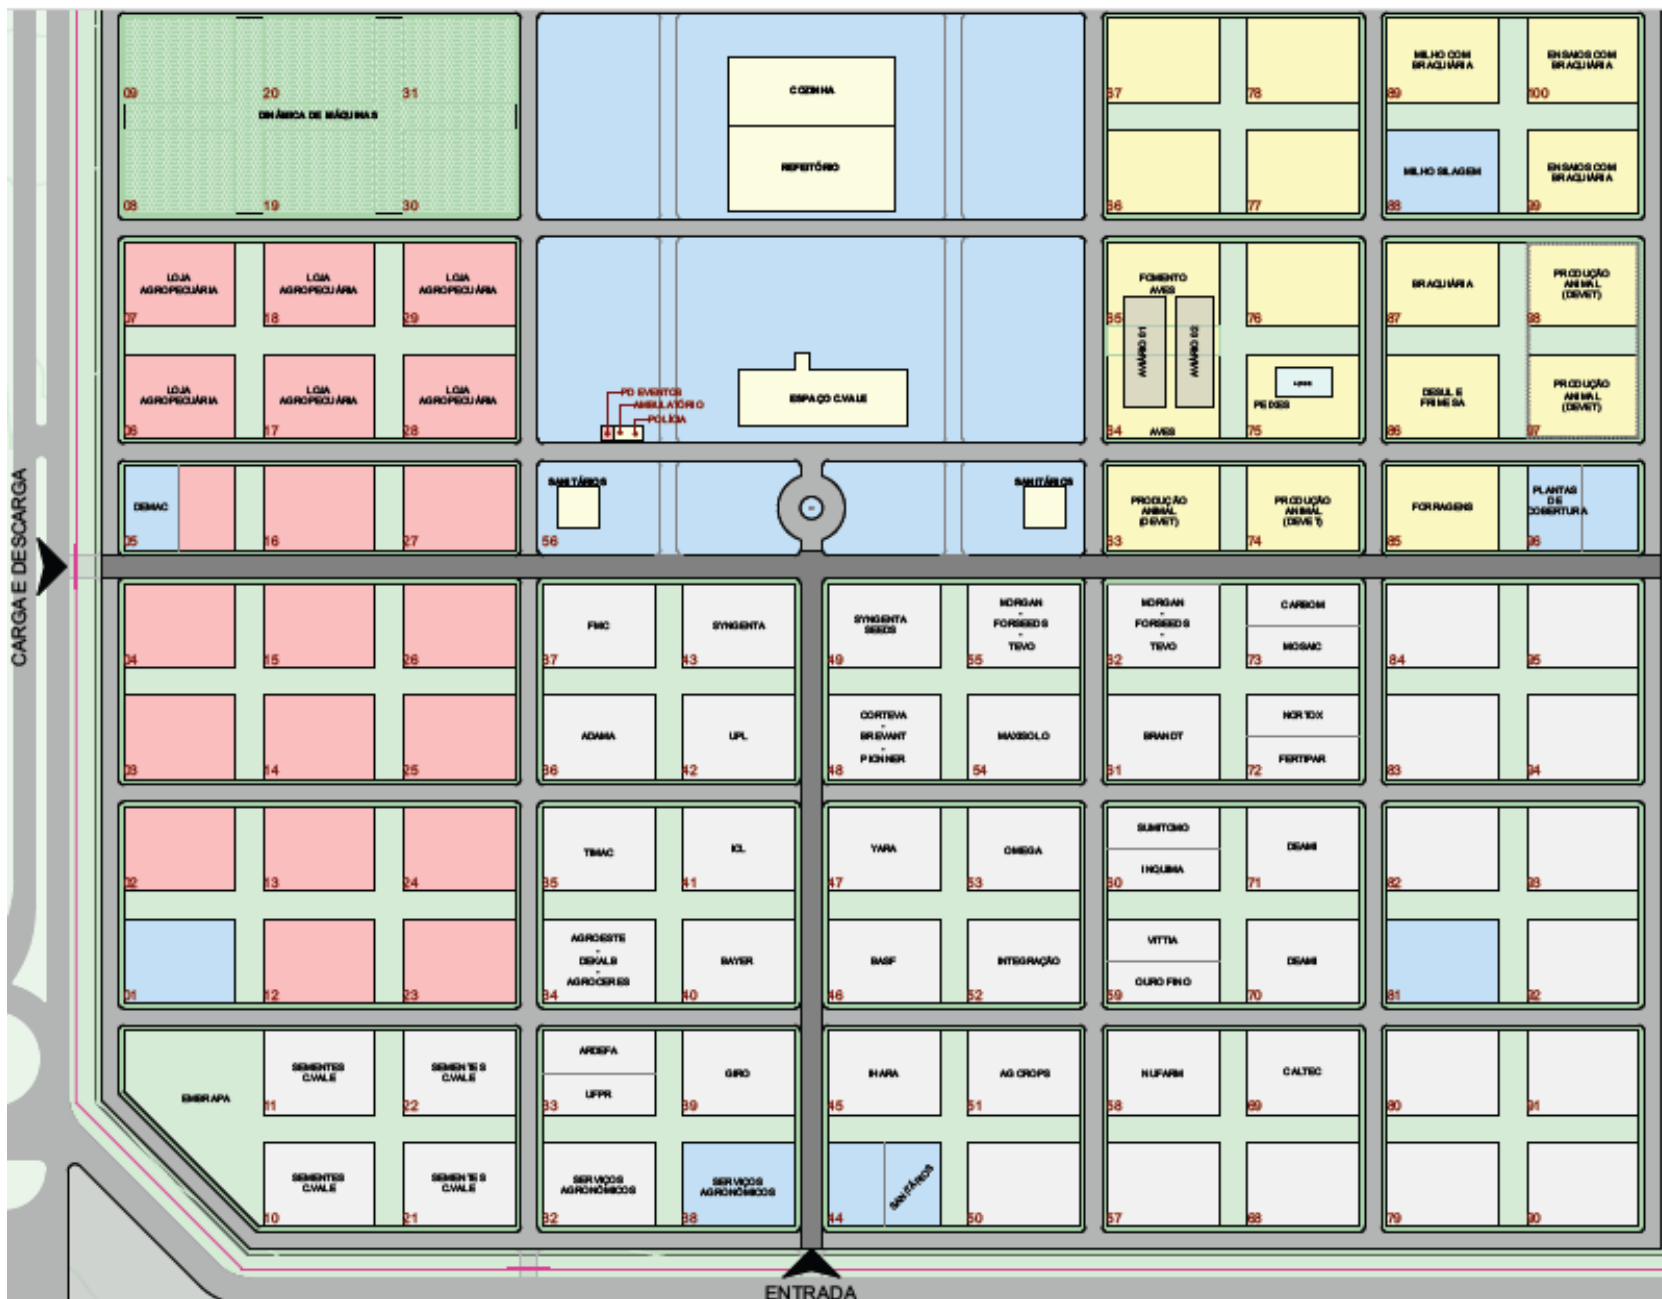 COZINHA
REFEITÓRIO
09
20
31
DINÂMICA DE MÁQUINAS
08
19
30
67
78
66
77
MILHO COM
BRAQUIÁRIA
89
ENSAIOS COM
BRAQUIÁRIA
100
MILHO SILAGEM
88
ENSAIOS COM
BRAQUIÁRIA
99
LOJA
AGROPECUÁRIA
07
LOJA
AGROPECUÁRIA
18
LOJA
AGROPECUÁRIA
29
LOJA
AGROPECUÁRIA
06
LOJA
AGROPECUÁRIA
17
LOJA
AGROPECUÁRIA
28
PD EVENTOS
AMBULATÓRIO
POLÍCIA
ESPAÇO C.VALE
FOMENTO
AVES
65
AVIÁRIO 01
AVIÁRIO 02
64
AVES
76
PEIXES
75
BRAQUIÁRIA
87
PRODUÇÃO
ANIMAL
(DEVET)
98
DESUL E
FRIMESA
86
PRODUÇÃO
ANIMAL
(DEVET)
97
DEMAC
05
16
27
SANITÁRIOS
56
SANITÁRIOS
PRODUÇÃO
ANIMAL
(DEVET)
63
PRODUÇÃO
ANIMAL
(DEVET)
74
FORRAGENS
85
PLANTAS
DE
COBERTURA
96
CARGA E DESCARGA
04
15
26
FMC
37
SYNGENTA
43
SYNGENTA
SEEDS
49
MORGAN
-
FORSEEDS
-
TEVO
55
MORGAN
-
FORSEEDS
-
TEVO
62
CARBOM
MOSAIC
73
84
95
03
14
25
ADAMA
36
UPL
42
CORTEVA
-
BREVANT
-
PIONNER
48
MAXISOLO
54
BRANDT
61
NORTOX
FERTIPAR
72
83
94
02
13
24
TIMAC
35
ICL
41
YARA
47
OMEGA
53
SUMITOMO
INQUIMA
60
DEAMI
71
82
93
01
12
23
AGROESTE
-
DEKALB
-
AGROCERES
34
BAYER
40
BASF
46
INTEGRAÇÃO
52
VITTIA
OURO FINO
59
DEAMI
70
81
92
EMBRAPA
SEMENTES
C.VALE
11
SEMENTES
C.VALE
22
ARDEFA
UFPR
33
GIRO
39
IHARA
45
AG CROPS
51
NUFARM
58
CALTEC
69
80
91
SEMENTES
C.VALE
10
SEMENTES
C.VALE
21
SERVIÇOS
AGRONÔMICOS
32
SERVIÇOS
AGRONÔMICOS
38
44
SANITÁRIOS
50
57
68
79
90
ENTRADA